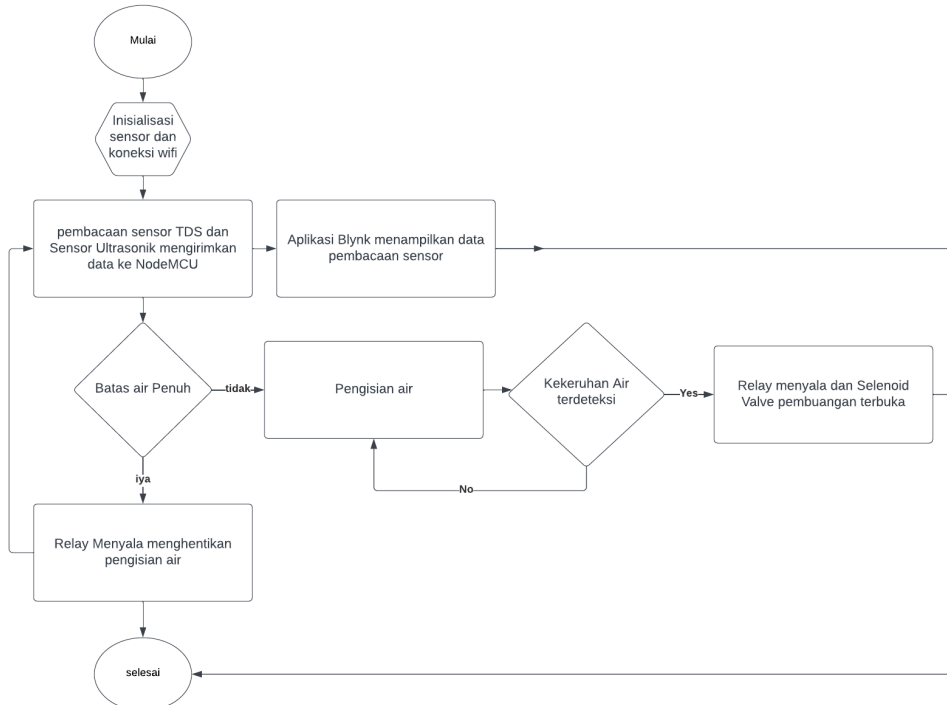 Mulai
Inisialisasi
sensor dan
koneksi wifi
pembacaan sensor TDS dan
Sensor Ultrasonik mengirimkan
data ke NodeMCU
Aplikasi Blynk menampilkan data
pembacaan sensor
Batas air Penuh
tidak
Pengisian air
Kekeruhan Air
terdeteksi
Yes
Relay menyala dan Selenoid
Valve pembuangan terbuka
No
iya
Relay Menyala menghentikan
pengisian air
selesai